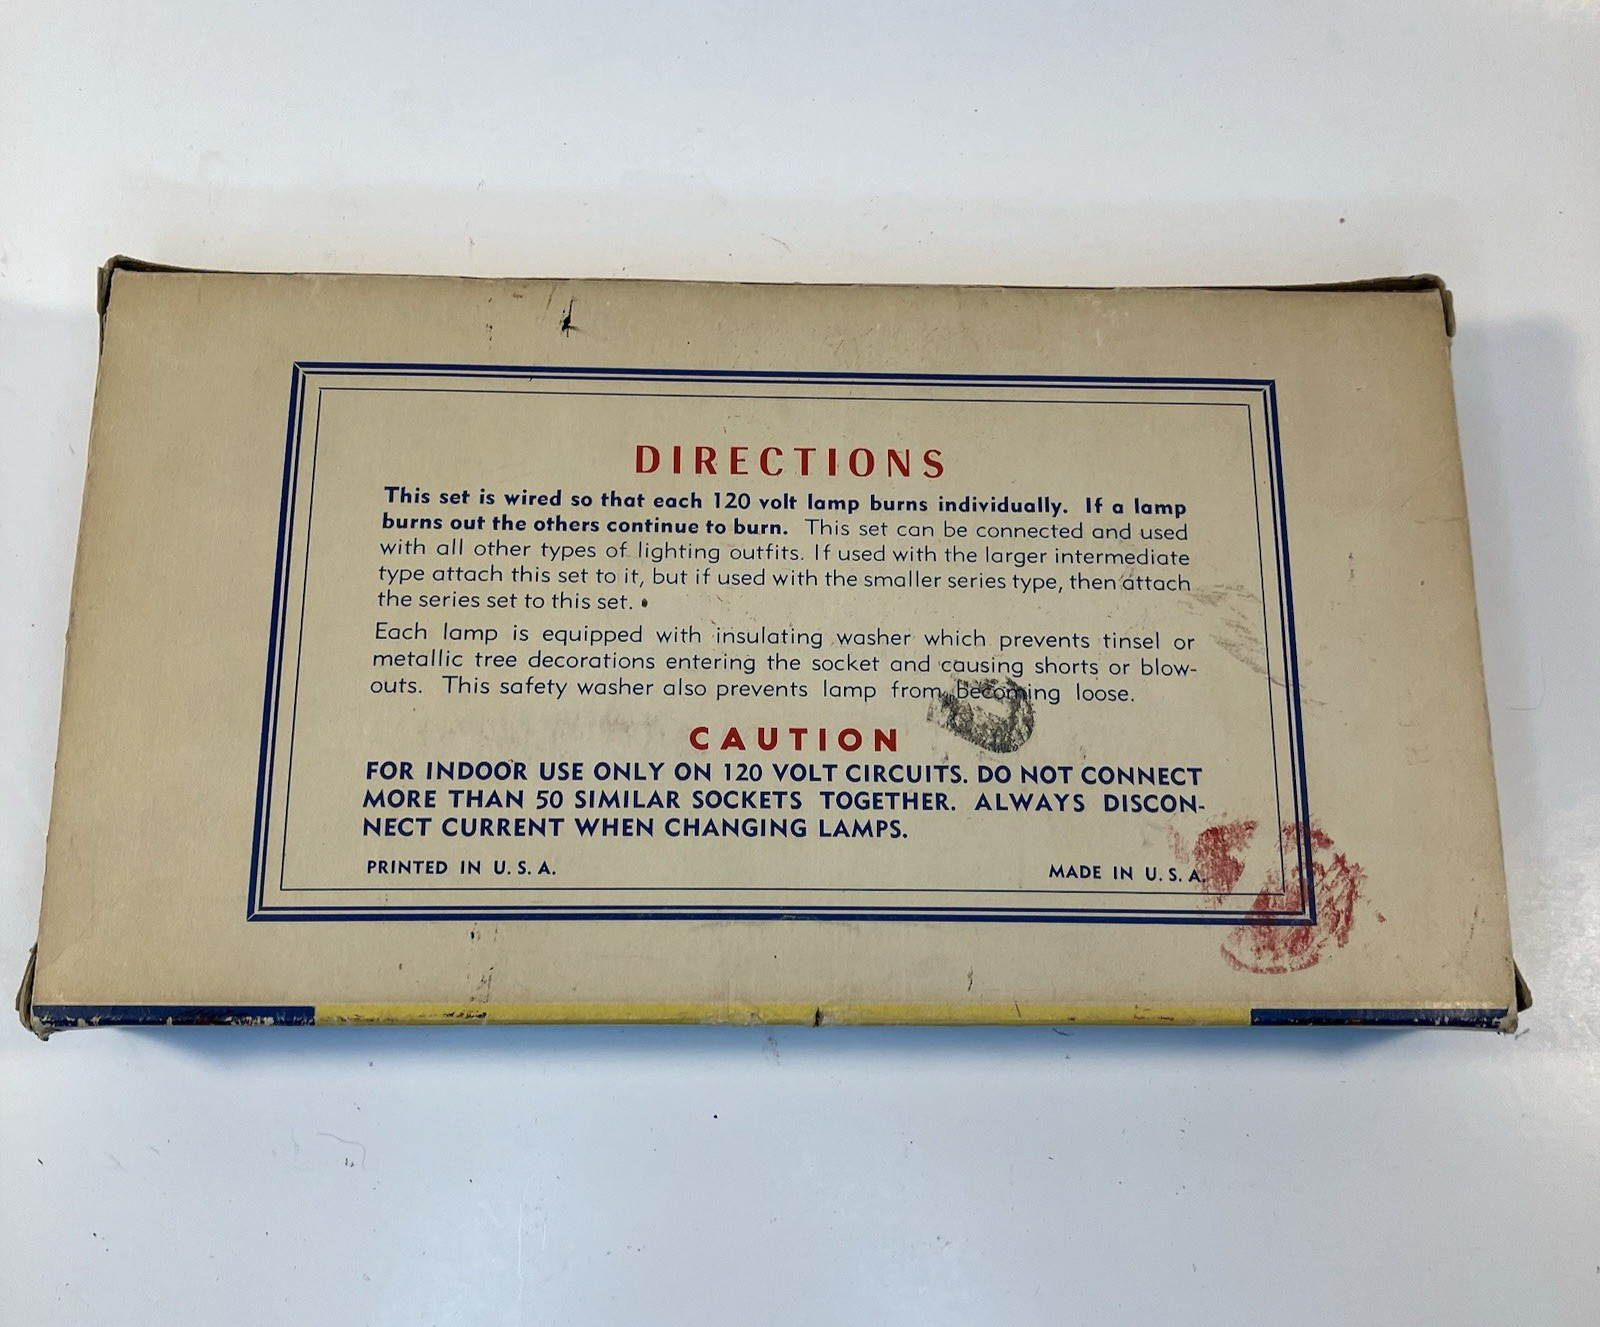 DIRECTIONS
This set is wired so that each 120 volt lamp burns individually. If a lamp
burns out the others continue to burn. This set can be connected and used
with all other types of lighting outfits. If used with the larger intermediate
type attach this set to it, but if used with the smaller series type, then attach
the series set to this set.
Each lamp is equipped with insulating washer which prevents tinsel or
metallic tree decorations entering the socket and causing shorts or blow-
outs. This safety washer also prevents lamp from becoming loose.
CAUTION
FOR INDOOR USE ONLY ON 120 VOLT CIRCUITS. DO NOT CONNECT
MORE THAN 50 SIMILAR SOCKETS TOGETHER. ALWAYS DISCON-
NECT CURRENT WHEN CHANGING LAMPS.
PRINTED IN U. S. A. MADE IN U. S. A.